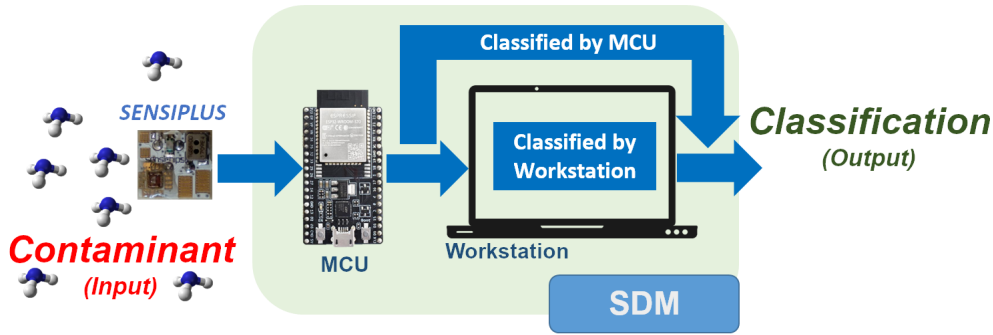 Classified by MCU
SENSIPLUS
Classified by
Workstation
Classification
(Output)
Contaminant
(Input)
MCU
Workstation
SDM